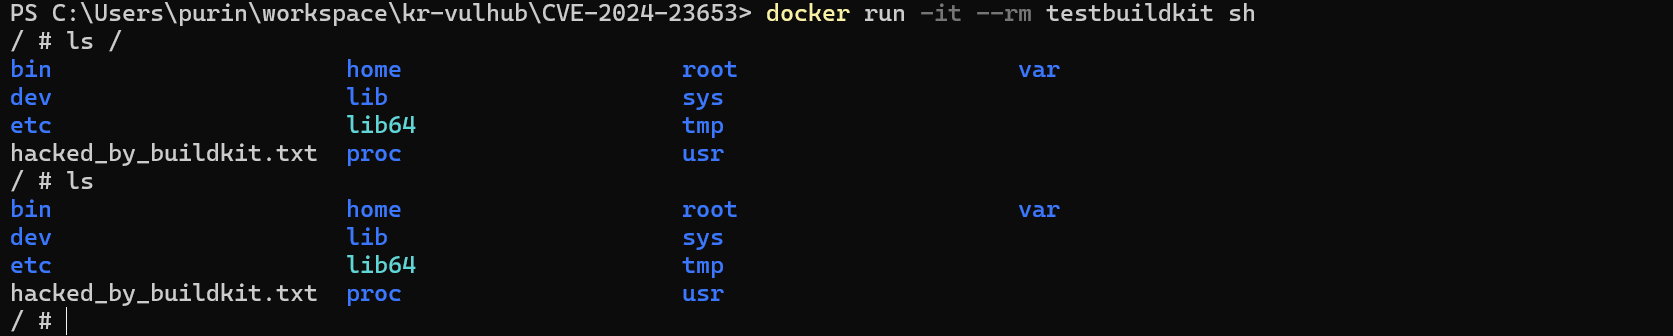 PS C:\Users\purin\workspace\kr-vulhub\CVE-2024-23653> docker run -it --rm testbuildkit sh
/ # ls /
bin home root var
dev lib sys
etc lib64 tmp
hacked_by_buildkit.txt proc usr
/ # ls
bin home root var
dev lib sys
etc lib64 tmp
hacked_by_buildkit.txt proc usr
/ #